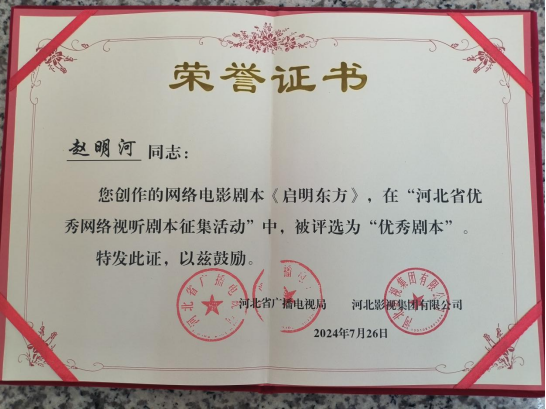 荣誉证书
赵明河 同志：
您创作的网络电影剧本《启明东方》，在“河北省优
秀网络视听剧本征集活动”中，被评选为“优秀剧本”。
特发此证，以兹鼓励。
河北省广播电视局 河北影视集团有限公司
2024年7月26日